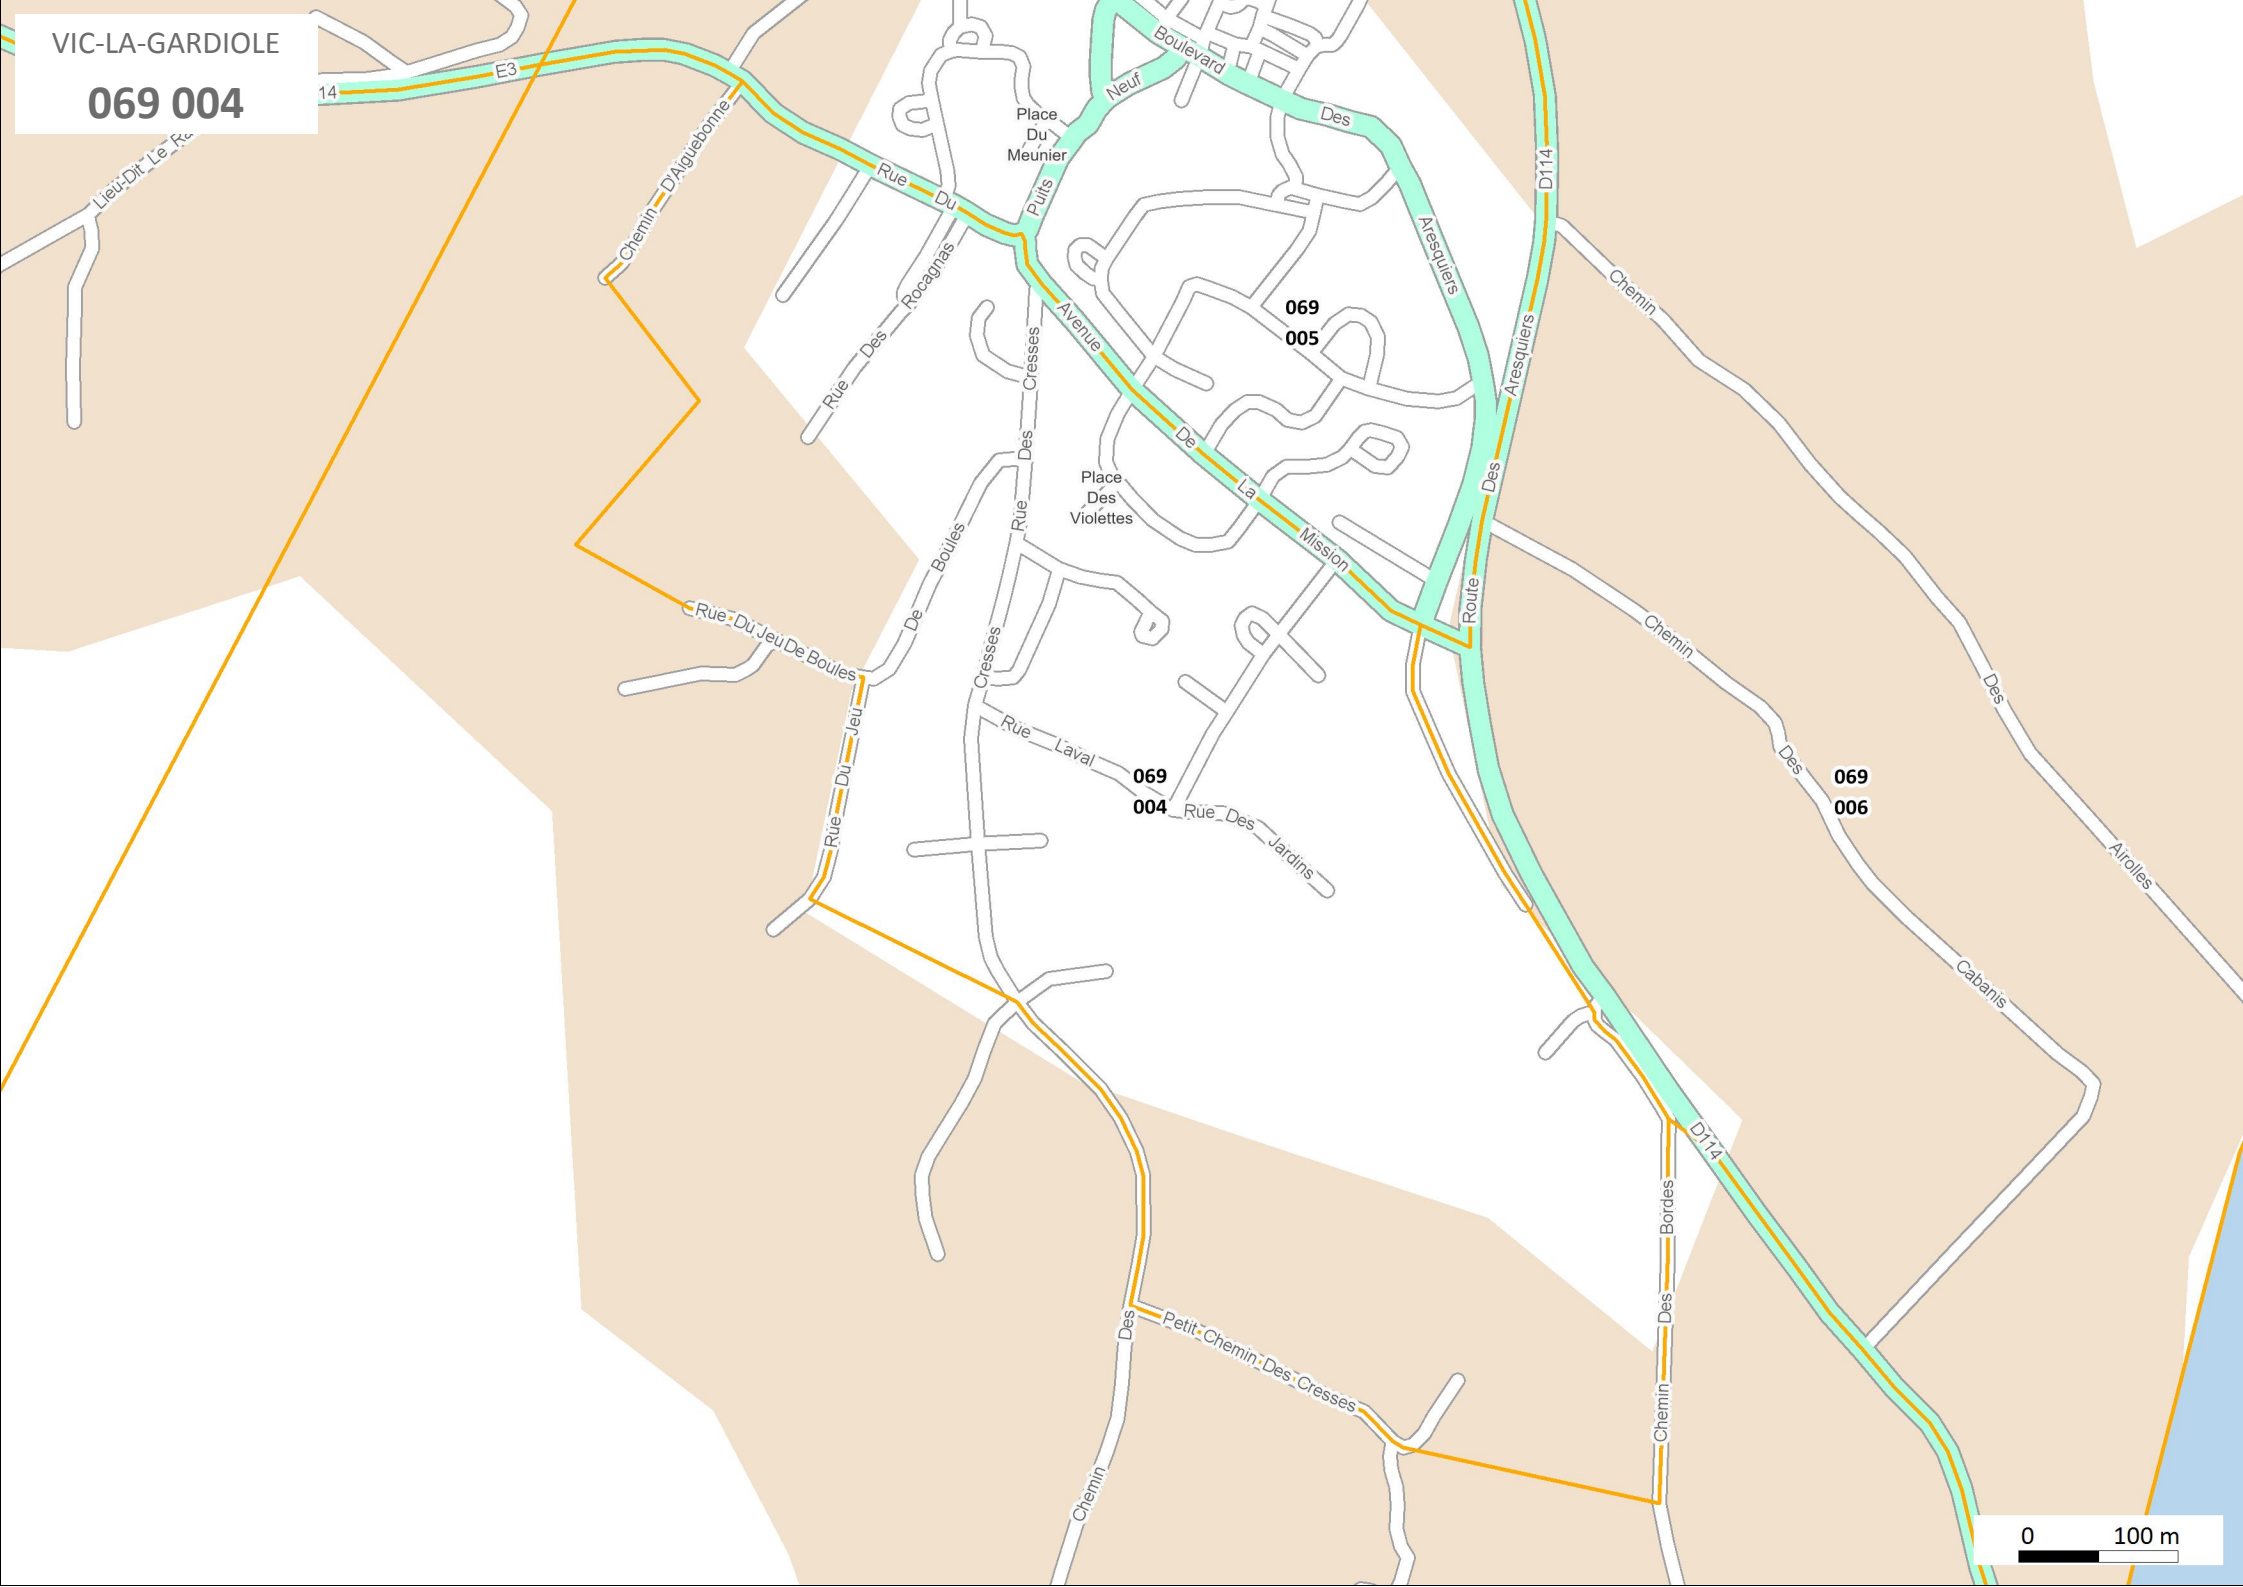 VIC-LA-GARDIOLE
069 004
14
E3
Lieu-Dit Le
Chemin D'Aiguebonne
Rue Du
Puits
Neuf
Boulevard
Des
Aresquiers
Place
Du
Meunier
D114
Chemin
Des
Airolles
Rue Des Rocagnas
Rue Des Cresses
Avenue
De
La
Mission
069
005
Route Des Aresquiers
Place
Des
Violettes
Rue Du Jeu De Boules
Rue Du Jeu
De Boules
Cresses
Rue Laval
069
004
Rue Des Jardins
Chemin
Des
Cabanis
069
006
D114
Chemin Des Bordes
Petit Chemin Des Cresses
Chemin Des
0 100 m